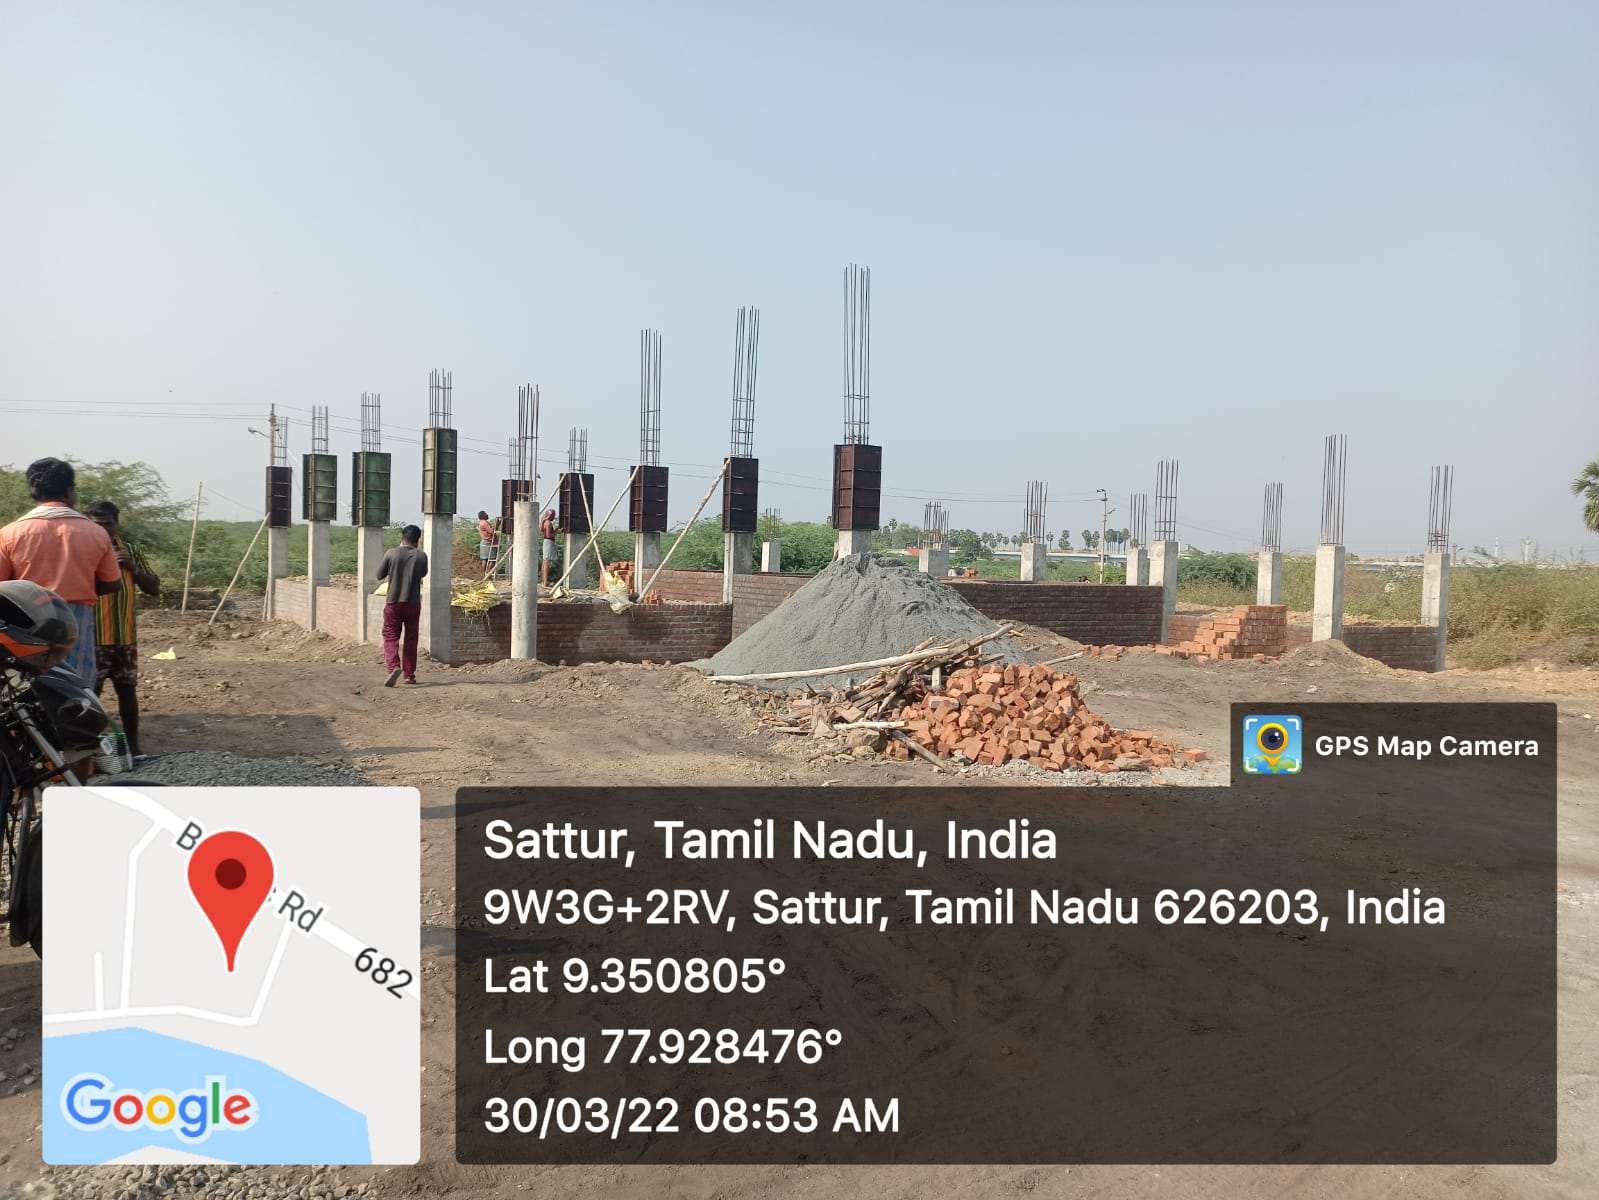 GPS Map Camera
Rd
682
Google
Sattur, Tamil Nadu, India
9W3G+2RV, Sattur, Tamil Nadu 626203, India
Lat 9.350805°
Long 77.928476°
30/03/22 08:53 AM